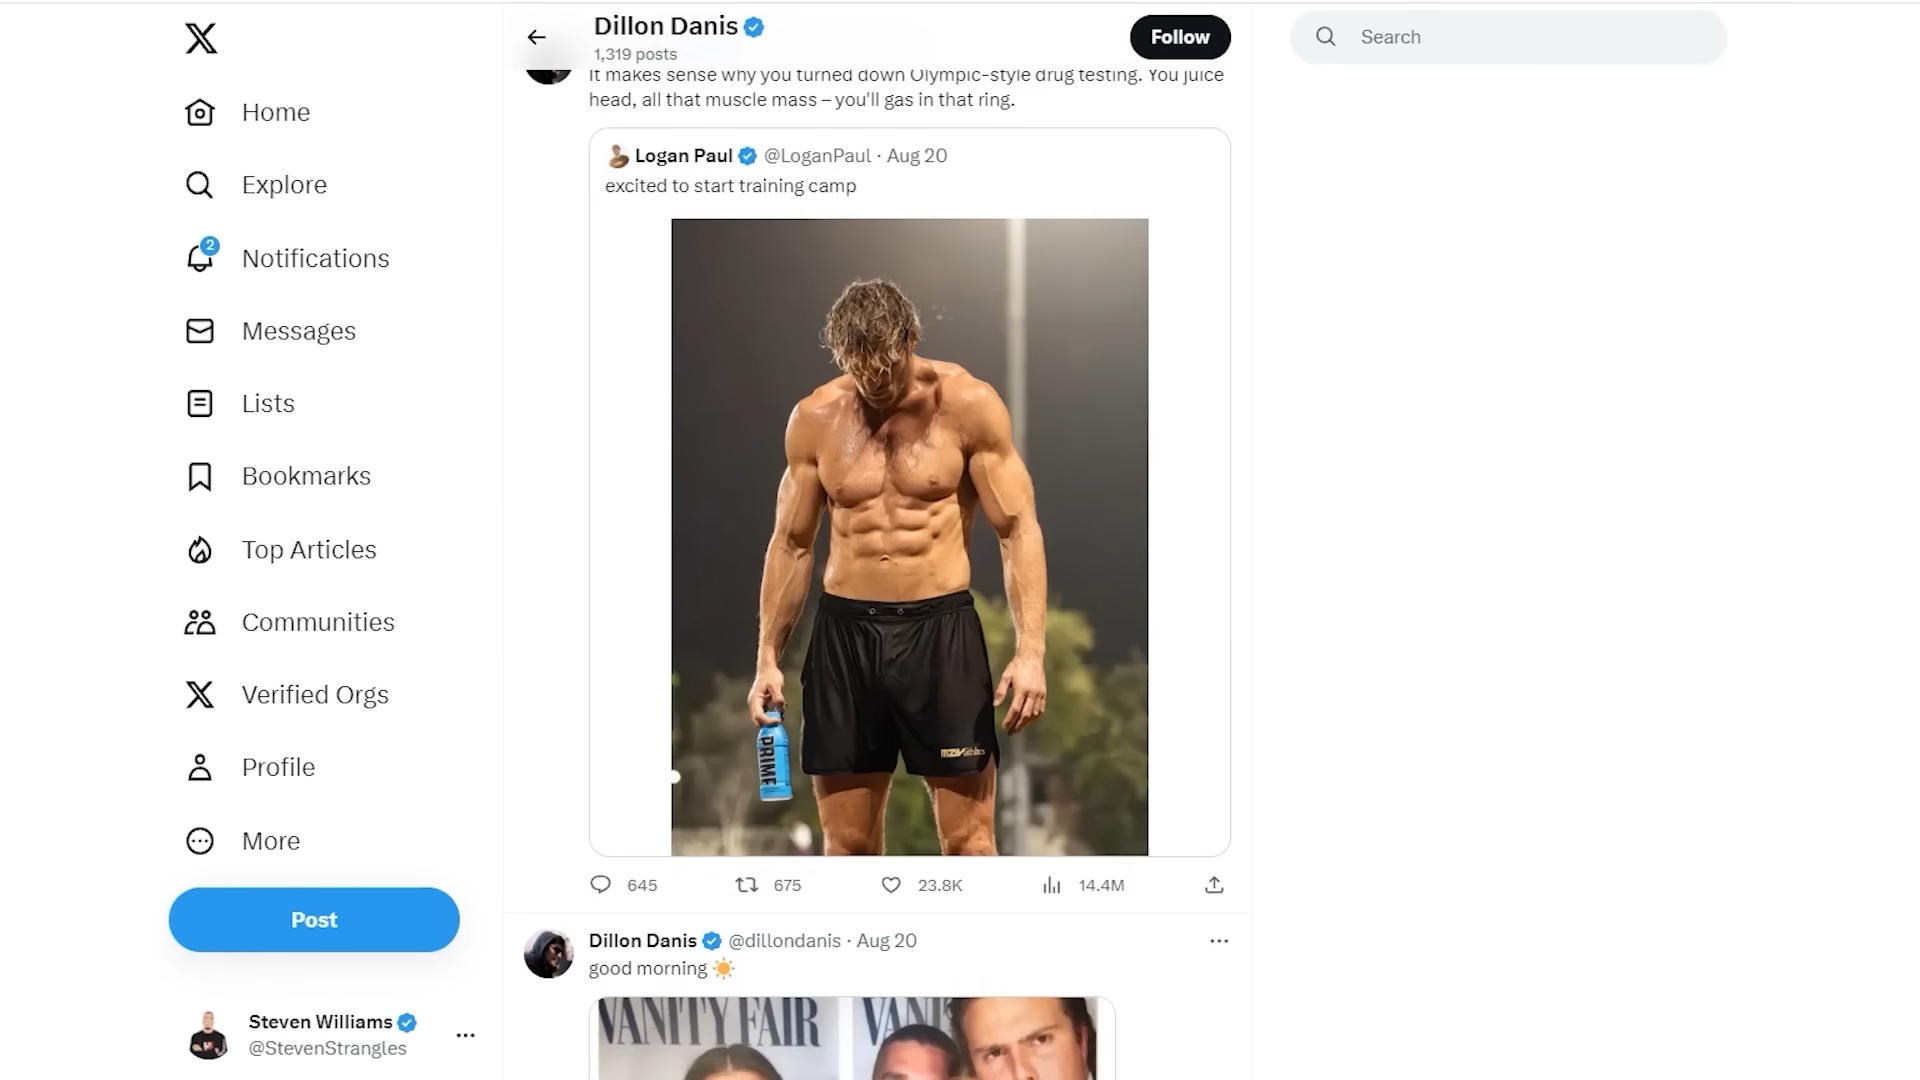 Dillon Danis
1,319 posts
Follow
Search
Home
Explore
2
Notifications
Messages
Lists
Bookmarks
Top Articles
Communities
Verified Orgs
Profile
More
Post
Steven Williams
@StevenStrangles
It makes sense why you turned down Olympic-style drug testing. You juice
head, all that muscle mass – you'll gas in that ring.
Logan Paul @LoganPaul · Aug 20
excited to start training camp
PRIME
645 675 23.8K 14.4M
Dillon Danis @dillondanis · Aug 20
good morning ☀️
VANITY FAIR VANI